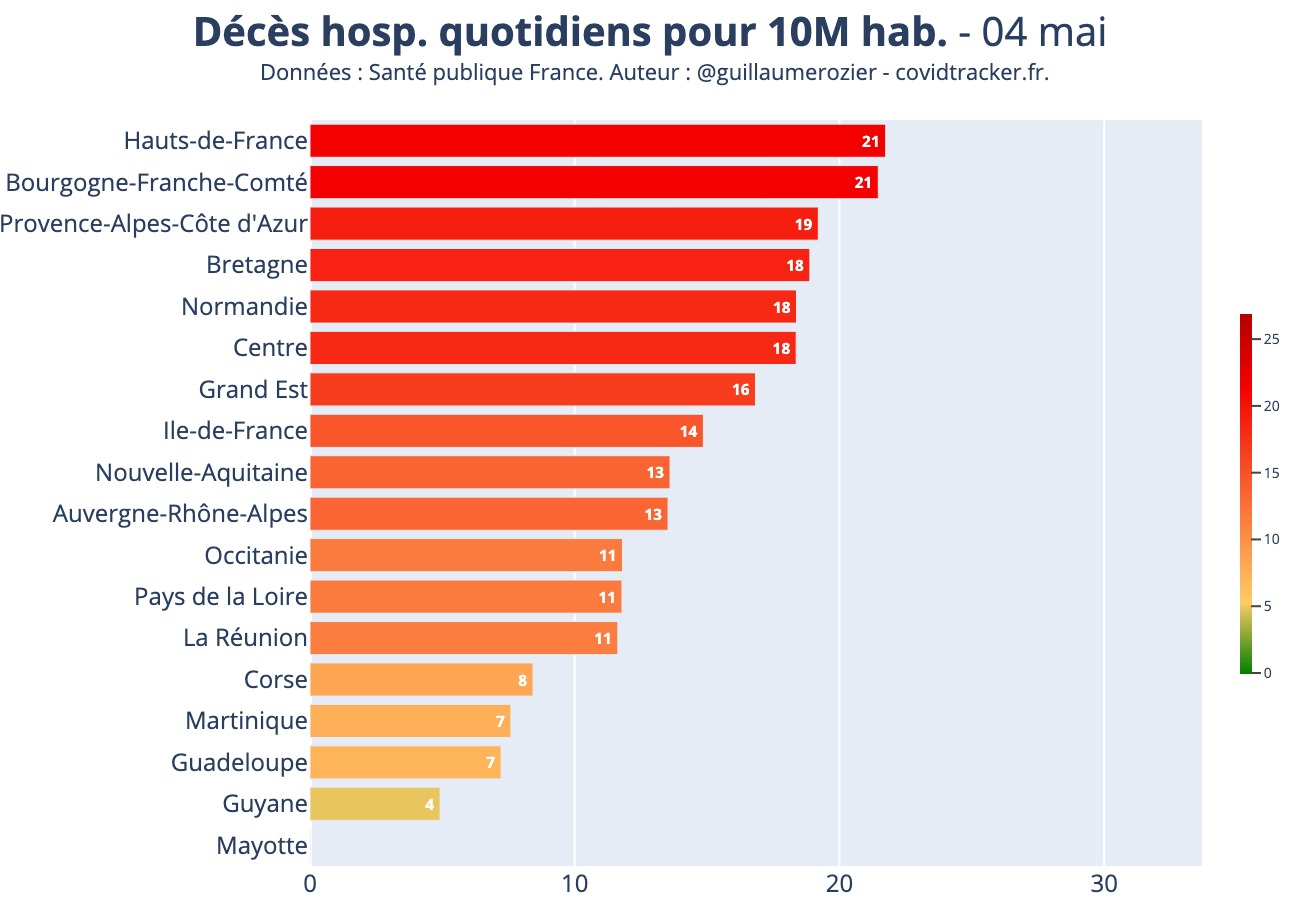 Décès hosp. quotidiens pour 10M hab. - 04 mai
Données : Santé publique France. Auteur : @guillaumerozier - covidtracker.fr.
Hauts-de-France 21
Bourgogne-Franche-Comté 21
Provence-Alpes-Côte d'Azur 19
Bretagne 18
Normandie 18
Centre 18
Grand Est 16
Ile-de-France 14
Nouvelle-Aquitaine 13
Auvergne-Rhône-Alpes 13
Occitanie 11
Pays de la Loire 11
La Réunion 11
Corse 8
Martinique 7
Guadeloupe 7
Guyane 4
Mayotte
0 10 20 30
25
20
15
10
5
0